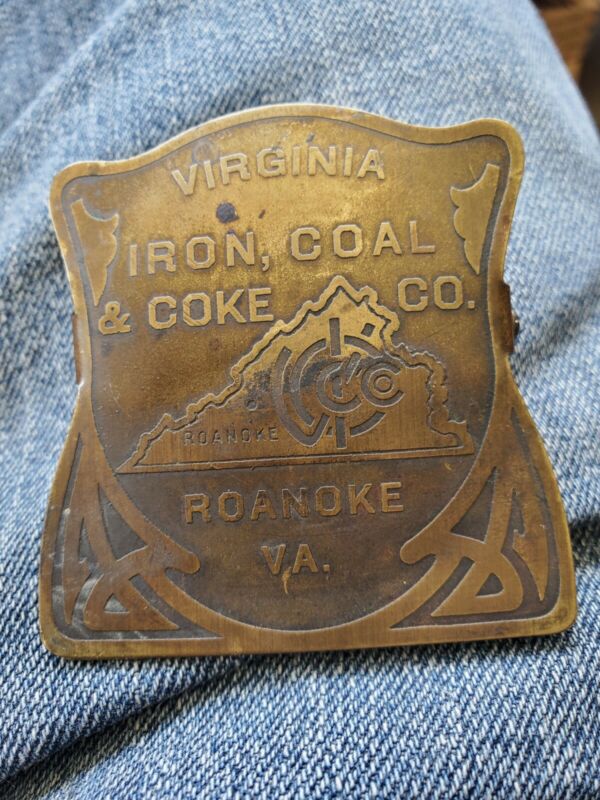 VIRGINIA
IRON, COAL
& COKE CO.
VICCO
ROANOKE
ROANOKE
VA.